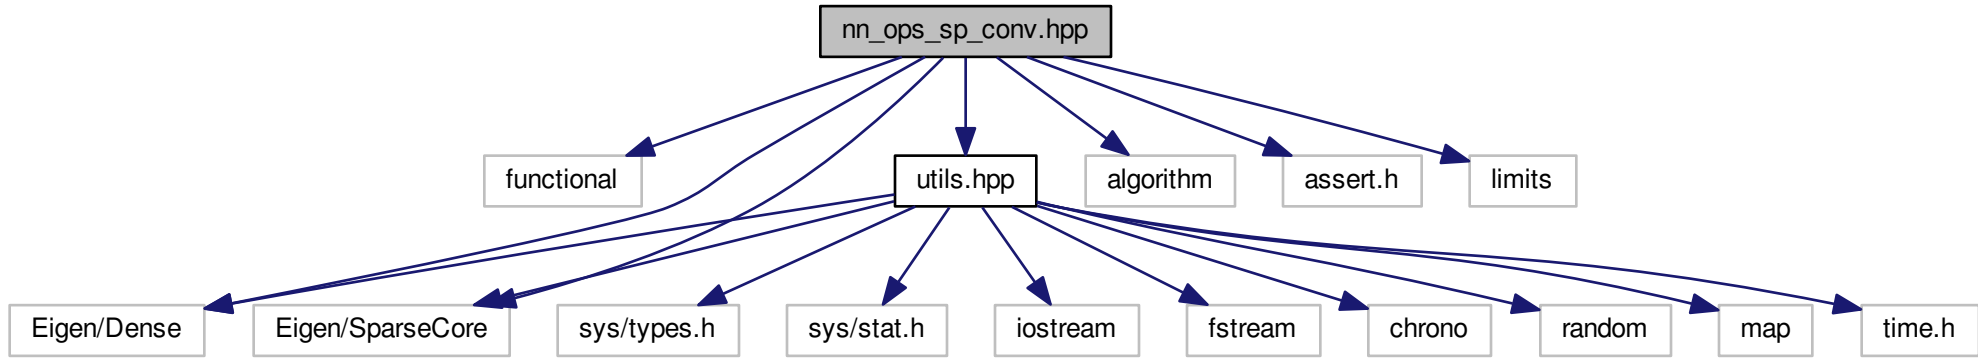 nn_ops_sp_conv.hpp
functional
utils.hpp
algorithm
assert.h
limits
Eigen/Dense
Eigen/SparseCore
sys/types.h
sys/stat.h
iostream
fstream
chrono
random
map
time.h